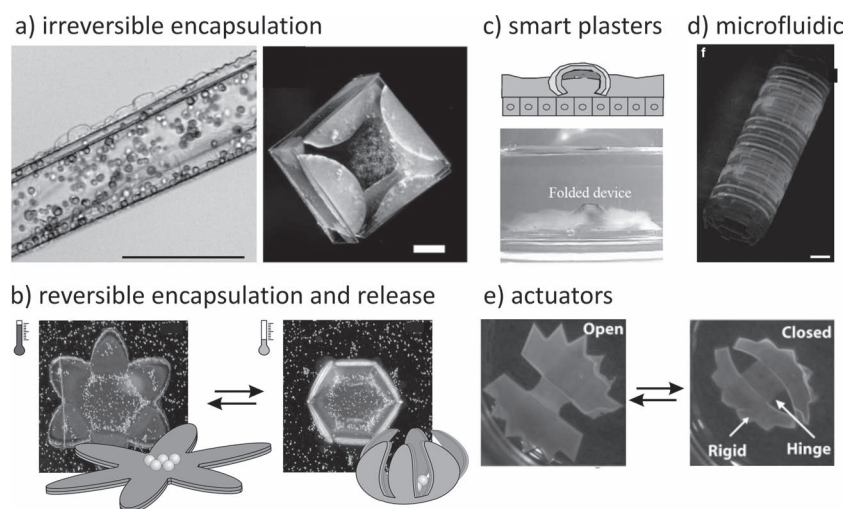 a) irreversible encapsulation
c) smart plasters
d) microfluidic
f
Folded device
b) reversible encapsulation and release
e) actuators
Open
Closed
Rigid
Hinge